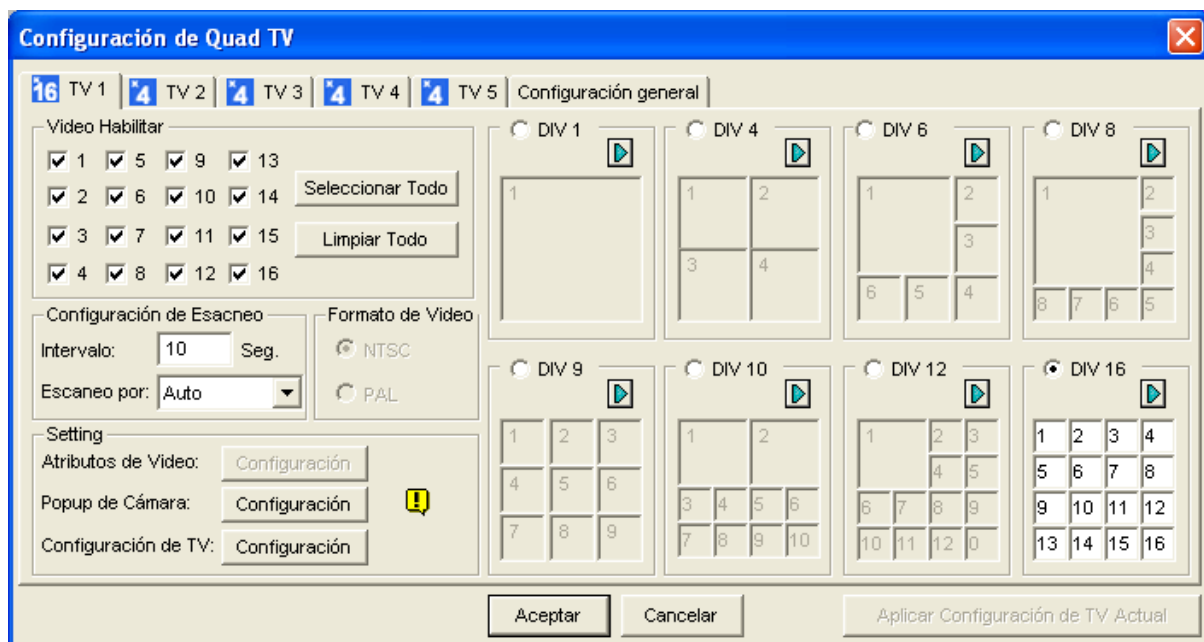 Configuración de Quad TV
x16 TV 1 x4 TV 2 x4 TV 3 x4 TV 4 x4 TV 5 Configuración general
Video Habilitar
1 5 9 13
2 6 10 14
3 7 11 15
4 8 12 16
Seleccionar Todo
Limpiar Todo
Configuración de Esacneo
Intervalo: 10 Seg.
Escaneo por: Auto
Formato de Video
NTSC
PAL
Setting
Atributos de Video: Configuración
Popup de Cámara: Configuración
Configuración de TV: Configuración
DIV 1
1
DIV 4
1 2
3 4
DIV 6
1 2
3
6 5 4
DIV 8
1 2
3
4
8 7 6 5
DIV 9
1 2 3
4 5 6
7 8 9
DIV 10
1 2
3 4 5 6
7 8 9 10
DIV 12
1 2 3
4 5
6 7 8 9
10 11 12 0
DIV 16
1 2 3 4
5 6 7 8
9 10 11 12
13 14 15 16
Aceptar Cancelar Aplicar Configuración de TV Actual